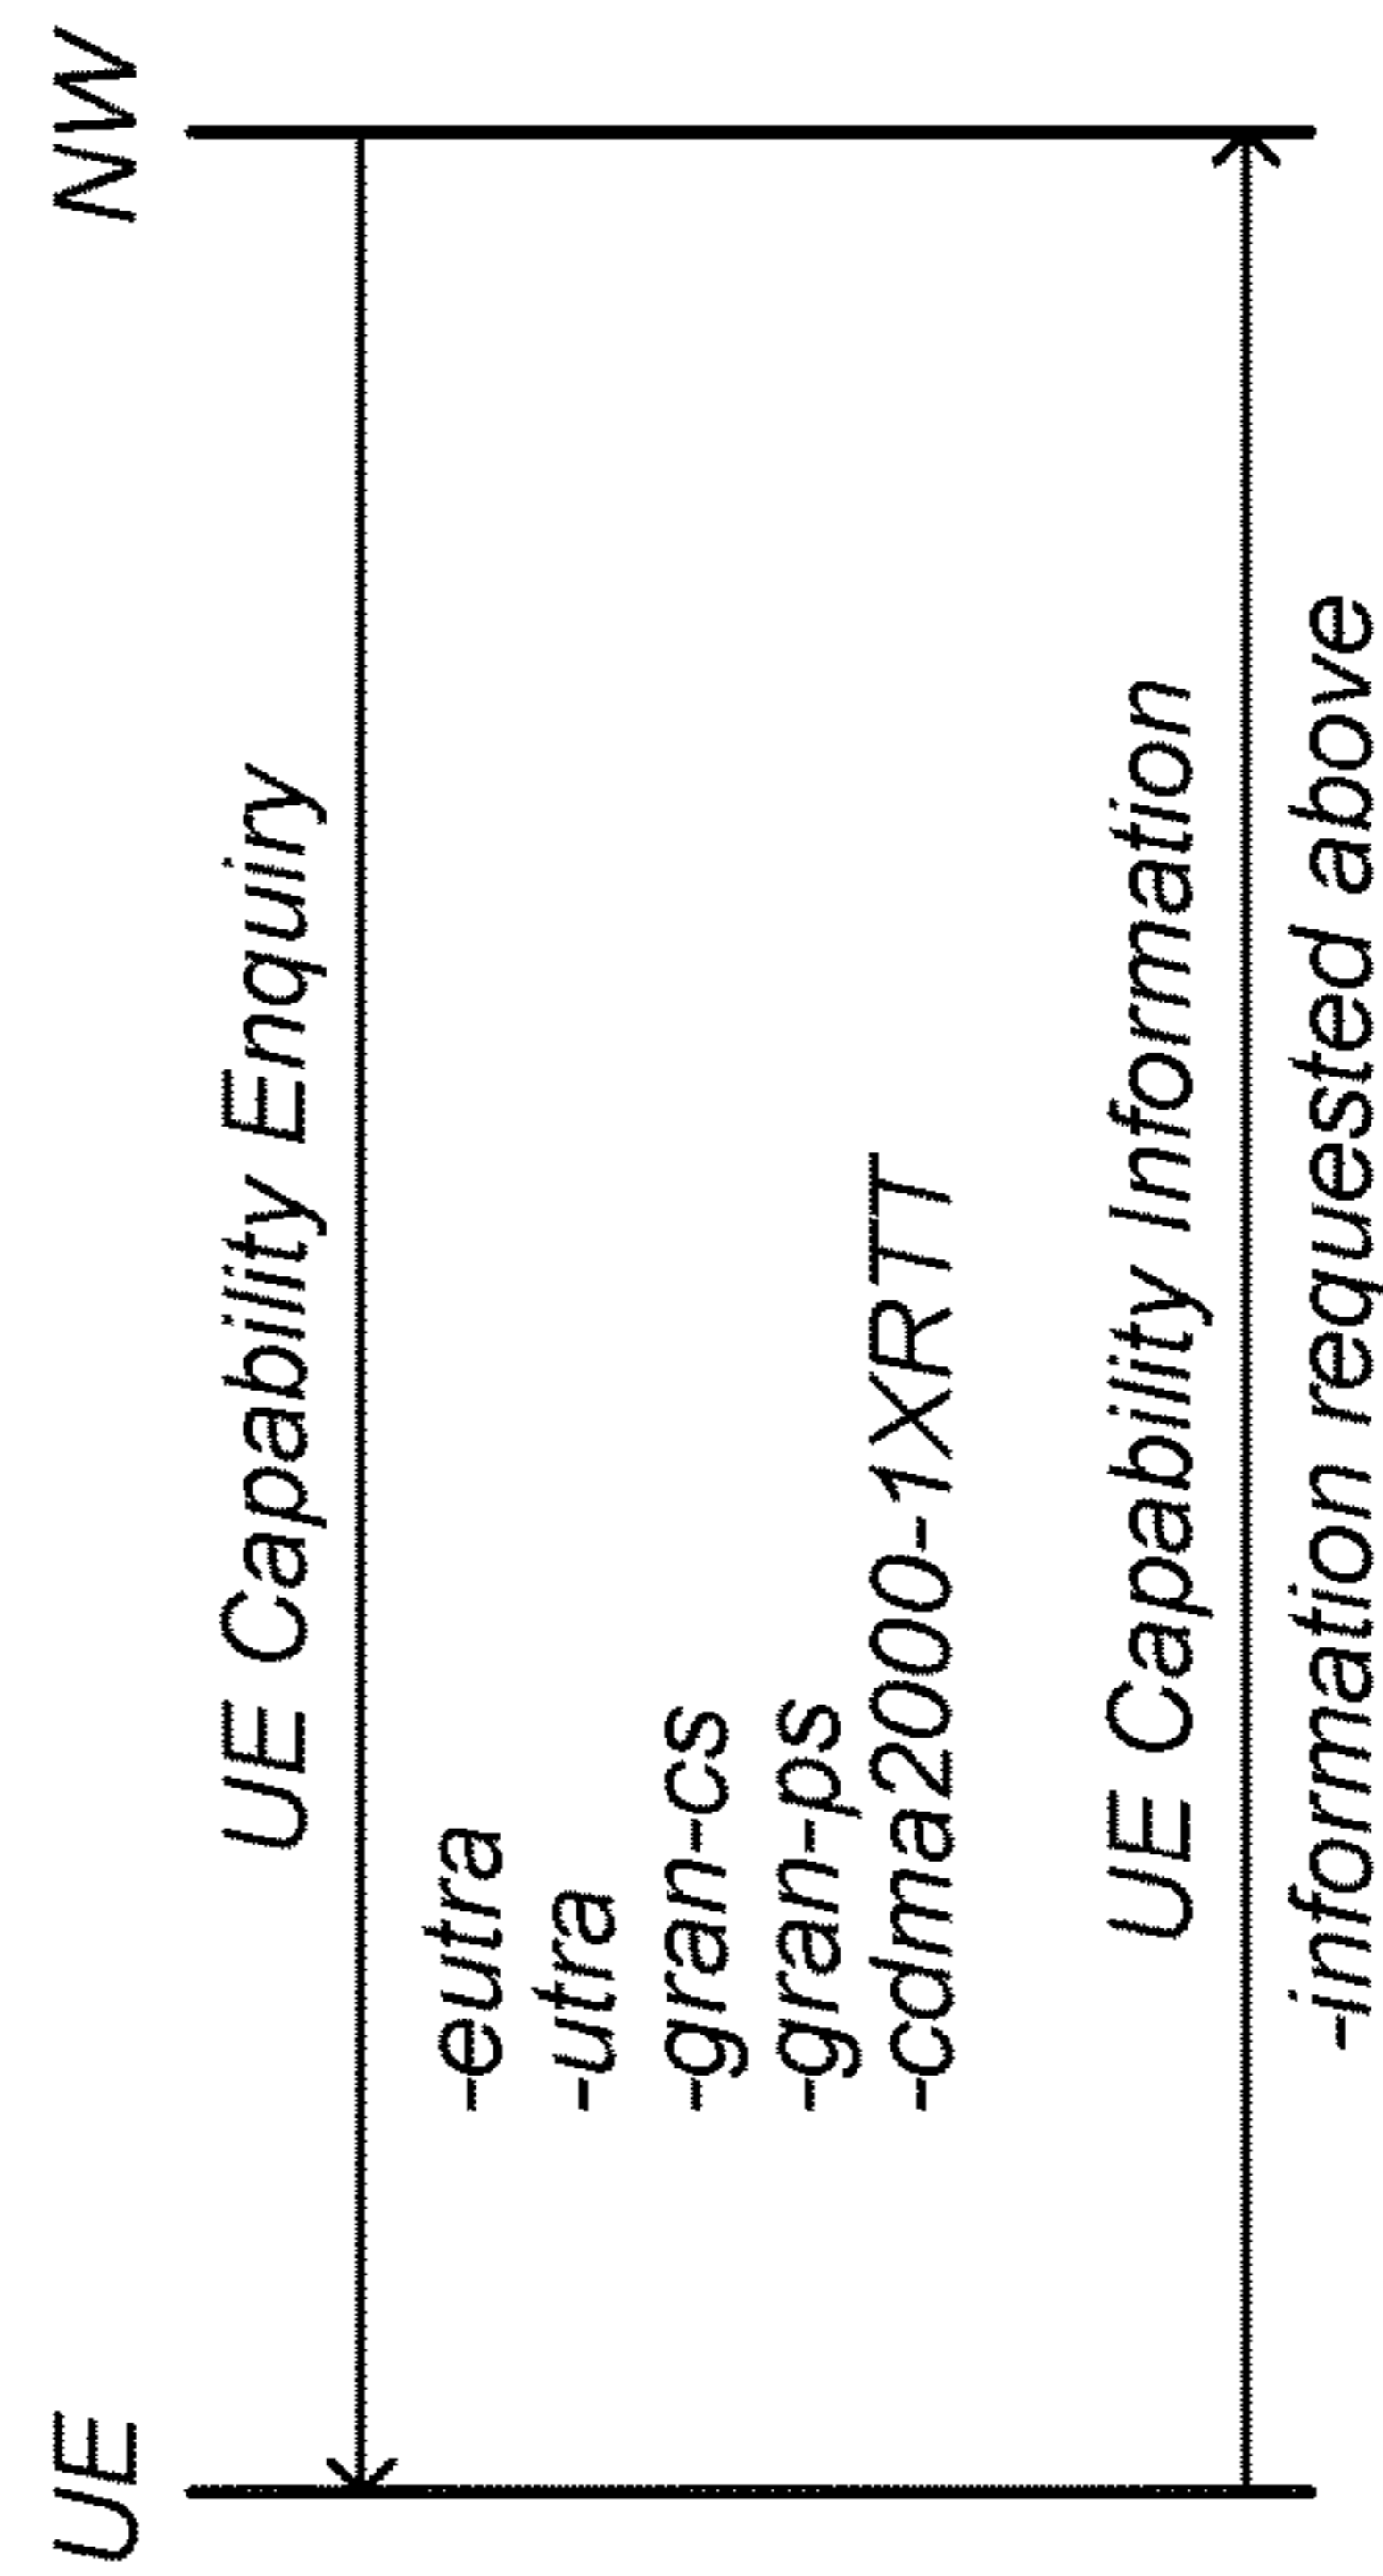 UE NW
UE Capability Enquiry
-eutra
-utra
-gran-cs
-gran-ps
-cdma2000-1XRTT
UE Capability Information
-information requested above